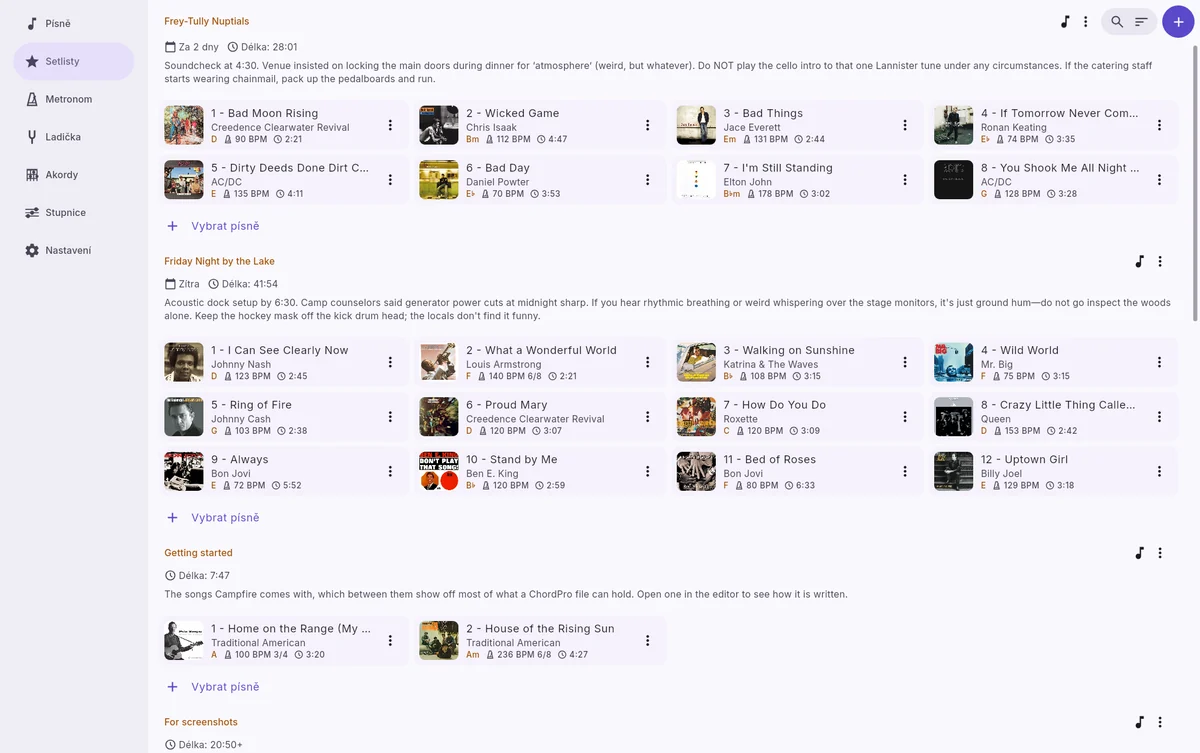 Písně
Setlisty
Metronom
Ladička
Akordy
Stupnice
Nastavení
Frey-Tully Nuptials
Za 2 dny Délka: 28:01
Soundcheck at 4:30. Venue insisted on locking the main doors during dinner for ‘atmosphere’ (weird, but whatever). Do NOT play the cello intro to that one Lannister tune under any circumstances. If the catering staff
starts wearing chainmail, pack up the pedalboards and run.
1 - Bad Moon Rising
Creedence Clearwater Revival
D 90 BPM 2:21
2 - Wicked Game
Chris Isaak
Bm 112 BPM 4:47
3 - Bad Things
Jace Everett
Em 131 BPM 2:44
4 - If Tomorrow Never Com...
Ronan Keating
E♭ 74 BPM 3:35
5 - Dirty Deeds Done Dirt C...
AC/DC
E 135 BPM 4:11
6 - Bad Day
Daniel Powter
E♭ 70 BPM 3:53
7 - I'm Still Standing
Elton John
B♭m 178 BPM 3:02
8 - You Shook Me All Night ...
AC/DC
G 128 BPM 3:28
Vybrat písně
Friday Night by the Lake
Zítra Délka: 41:54
Acoustic dock setup by 6:30. Camp counselors said generator power cuts at midnight sharp. If you hear rhythmic breathing or weird whispering over the stage monitors, it's just ground hum—do not go inspect the woods
alone. Keep the hockey mask off the kick drum head; the locals don't find it funny.
1 - I Can See Clearly Now
Johnny Nash
D 123 BPM 2:45
2 - What a Wonderful World
Louis Armstrong
F 140 BPM 6/8 2:21
3 - Walking on Sunshine
Katrina & The Waves
B♭ 108 BPM 3:15
4 - Wild World
Mr. Big
F 75 BPM 3:15
5 - Ring of Fire
Johnny Cash
G 103 BPM 2:38
6 - Proud Mary
Creedence Clearwater Revival
D 120 BPM 3:07
7 - How Do You Do
Roxette
C 120 BPM 3:09
8 - Crazy Little Thing Calle...
Queen
D 153 BPM 2:42
9 - Always
Bon Jovi
E 72 BPM 5:52
10 - Stand by Me
Ben E. King
B♭ 120 BPM 2:59
11 - Bed of Roses
Bon Jovi
F 80 BPM 6:33
12 - Uptown Girl
Billy Joel
E 129 BPM 3:18
Vybrat písně
Getting started
Délka: 7:47
The songs Campfire comes with, which between them show off most of what a ChordPro file can hold. Open one in the editor to see how it is written.
1 - Home on the Range (My ...
Traditional American
A 100 BPM 3/4 3:20
2 - House of the Rising Sun
Traditional American
Am 236 BPM 6/8 4:27
Vybrat písně
For screenshots
Délka: 20:50+